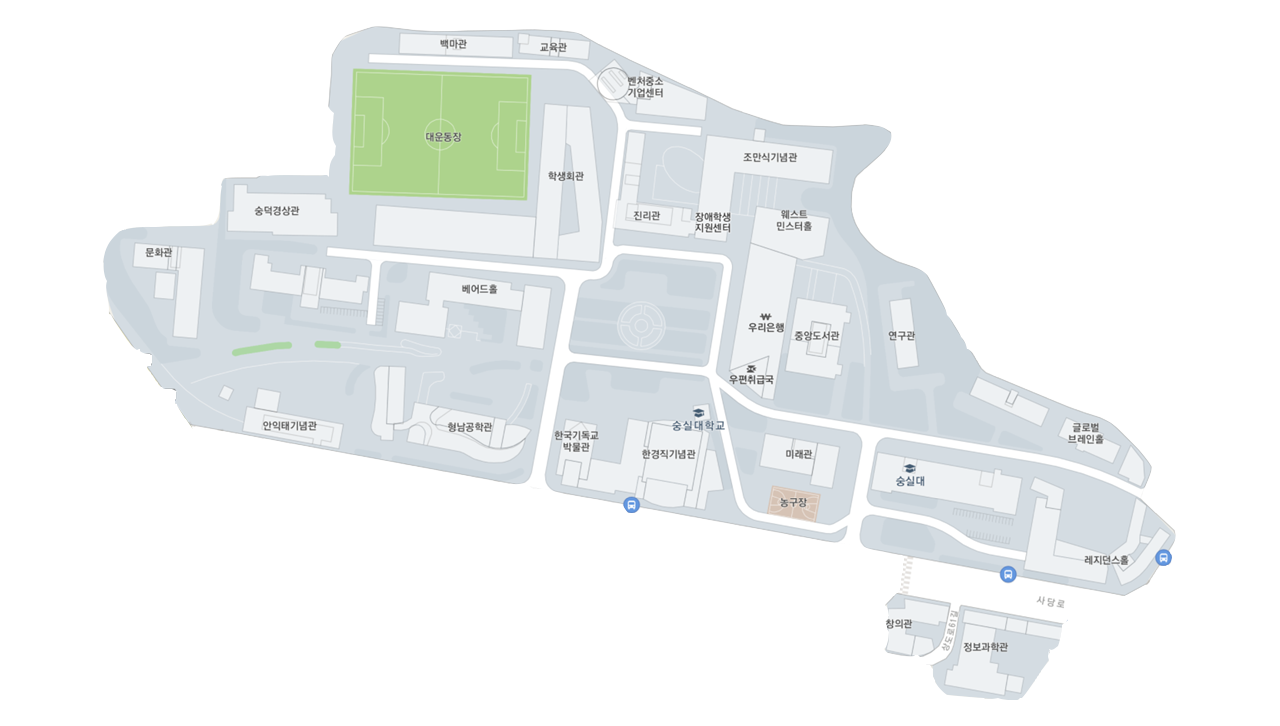 백마관
교육관
벤처중소
기업센터
대운동장
조만식기념관
학생회관
숭덕경상관
진리관
장애학생
지원센터
웨스트
민스터홀
문화관
베어드홀
우리은행
중앙도서관
연구관
우편취급국
안익태기념관
형남공학관
한국기독교
박물관
숭실대학교
한경직기념관
미래관
글로벌
브레인홀
숭실대
농구장
레지던스홀
사당로
창의관
상도로61길
정보과학관